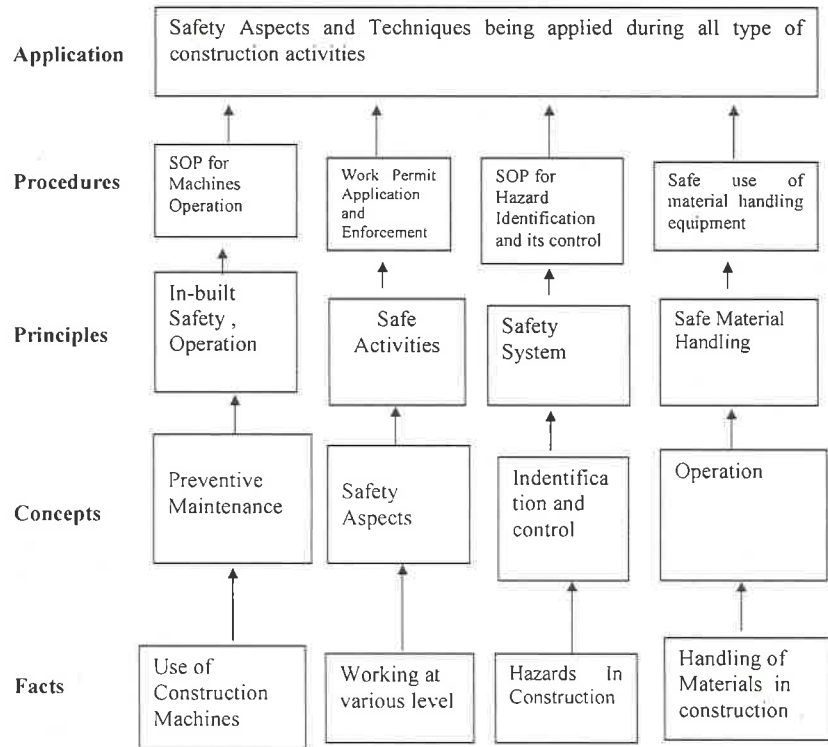 Application
Safety Aspects and Techniques being applied during all type of
construction activities
Procedures
SOP for
Machines
Operation
Work Permit
Application
and
Enforcement
SOP for
Hazard
Identification
and its control
Safe use of
material handling
equipment
Principles
In-built
Safety ,
Operation
Safe
Activities
Safety
System
Safe Material
Handling
Concepts
Preventive
Maintenance
Safety
Aspects
Indentifica
tion and
control
Operation
Facts
Use of
Construction
Machines
Working at
various level
Hazards In
Construction
Handling of
Materials in
construction